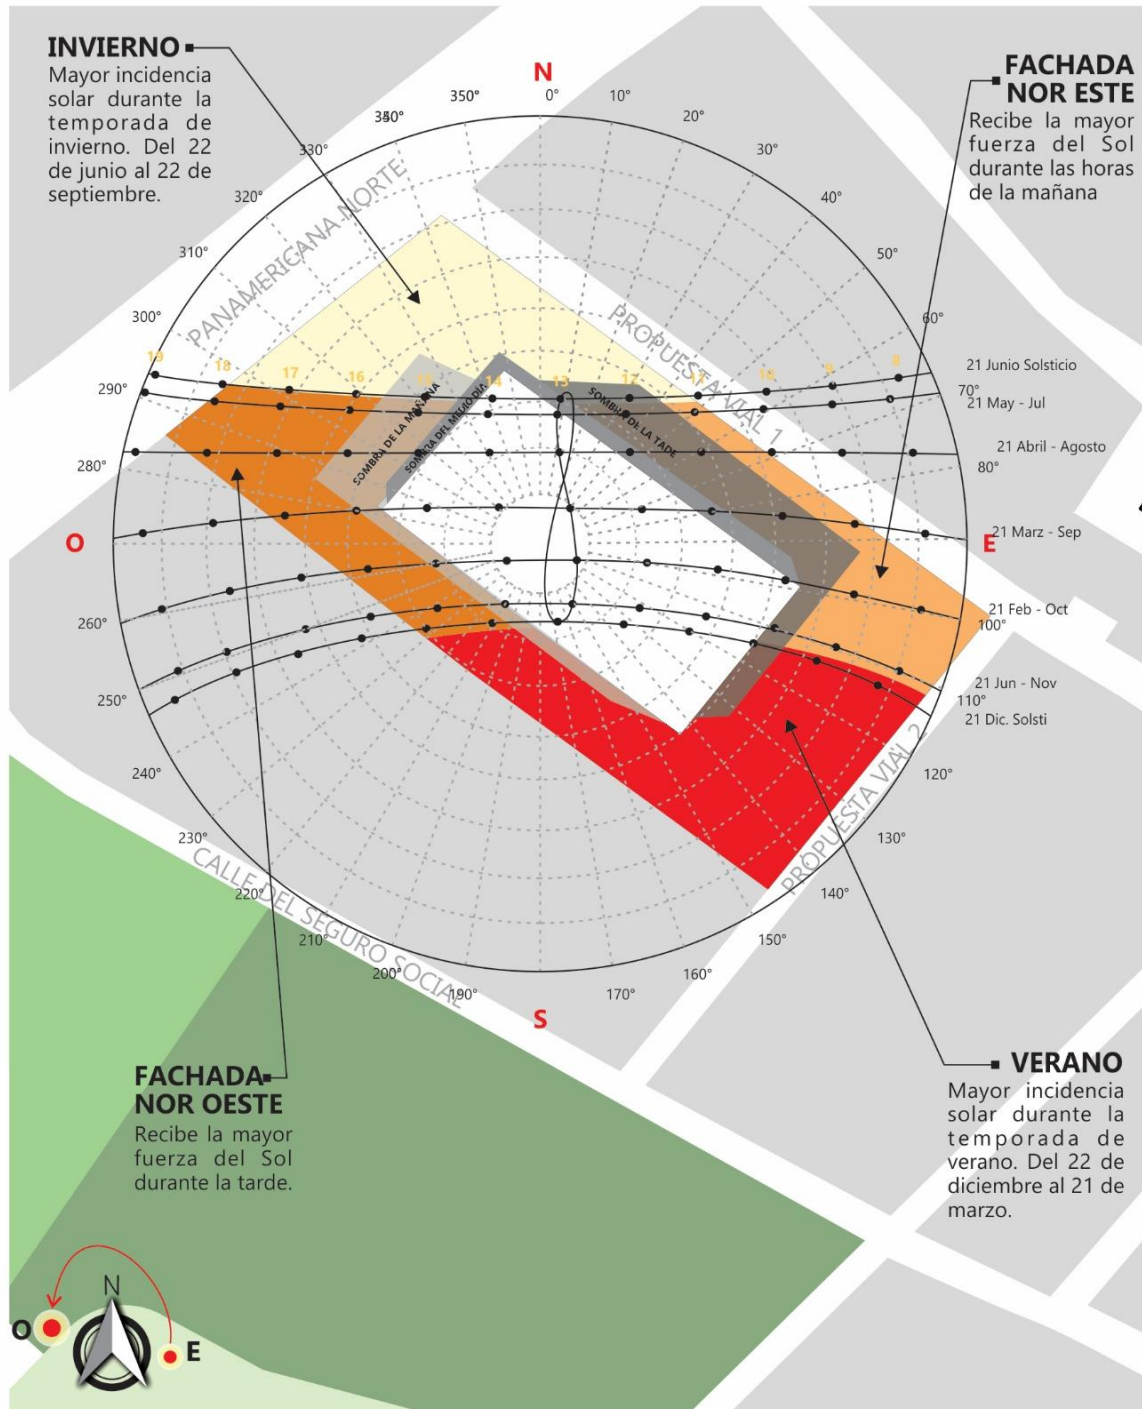 INVIERNO
Mayor incidencia
solar durante la
temporada de
invierno. Del 22
de junio al 22 de
septiembre.
FACHADA
NOR ESTE
Recibe la mayor
fuerza del Sol
durante las horas
de la mañana
N
350°
0°
10°
20°
30°
40°
50°
60°
70°
80°
100°
110°
120°
130°
140°
150°
160°
170°
190°
200°
210°
220°
230°
240°
250°
260°
280°
290°
300°
310°
320°
330°
E
S
O
PANAMERICANA NORTE
PROPUESTA VIAL 1
PROPUESTA VIAL 2
CALLE DEL SEGURO SOCIAL
19
18
17
16
15
14
13
12
11
10
9
8
SOMBRA DE LA MAÑANA
SOMBRA DEL MEDIO DIA
SOMBRA DE LA TADE
21 Junio Solsticio
21 May - Jul
21 Abril - Agosto
21 Marz - Sep
21 Feb - Oct
21 Jun - Nov
21 Dic. Solsti
FACHADA
NOR OESTE
Recibe la mayor
fuerza del Sol
durante la tarde.
VERANO
Mayor incidencia
solar durante la
temporada de
verano. Del 22 de
diciembre al 21 de
marzo.
N
O
E